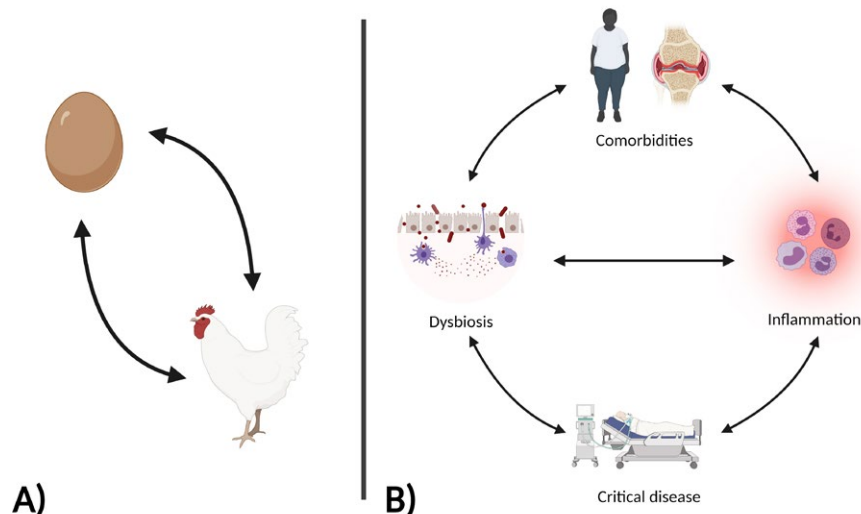 Comorbidities
Dysbiosis
Inflammation
Critical disease
A)
B)